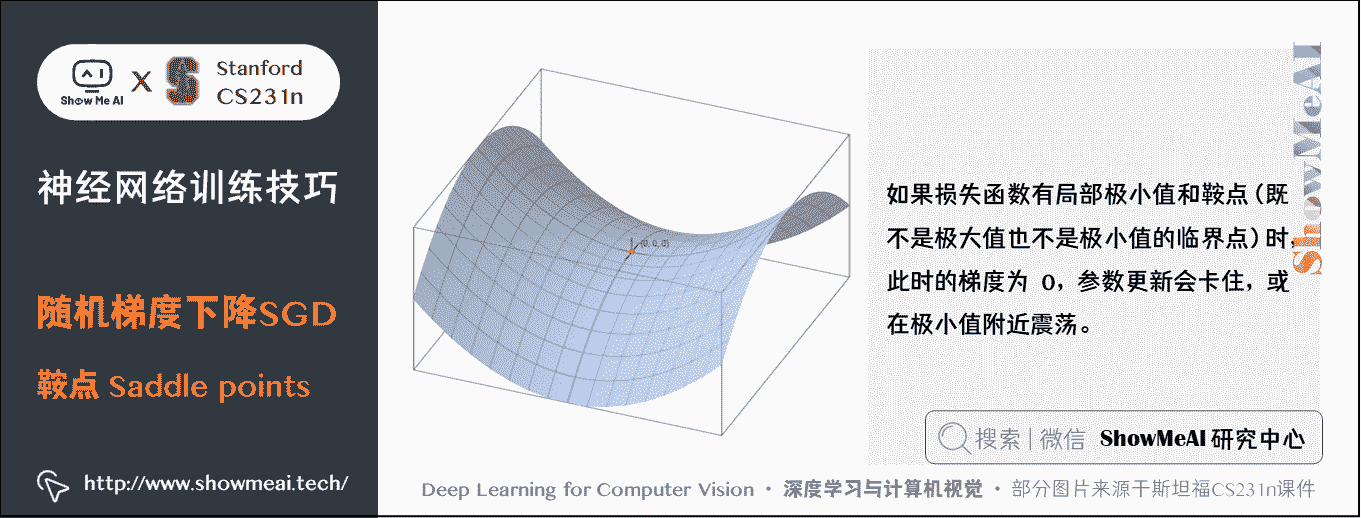 Show Me AI
X
Stanford
CS231n
神经网络训练技巧
随机梯度下降SGD
鞍点 Saddle points
http://www.showmeai.tech/
(0, 0, 0)
如果损失函数有局部极小值和鞍点(既
不是极大值也不是极小值的临界点)时,
此时的梯度为 0，参数更新会卡住，或
在极小值附近震荡。
ShowMeAI
搜索 | 微信 ShowMeAI 研究中心
Deep Learning for Computer Vision · 深度学习与计算机视觉 · 部分图片来源于斯坦福CS231n课件